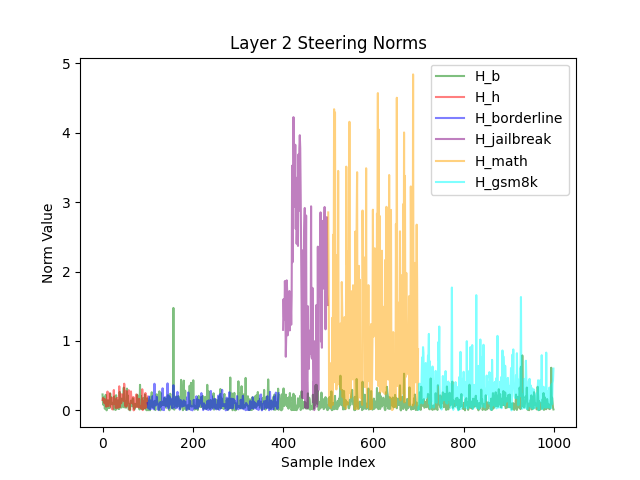 Layer 2 Steering Norms
Norm Value
5
4
3
2
1
0
0 200 400 600 800 1000
Sample Index
H_b
H_h
H_borderline
H_jailbreak
H_math
H_gsm8k